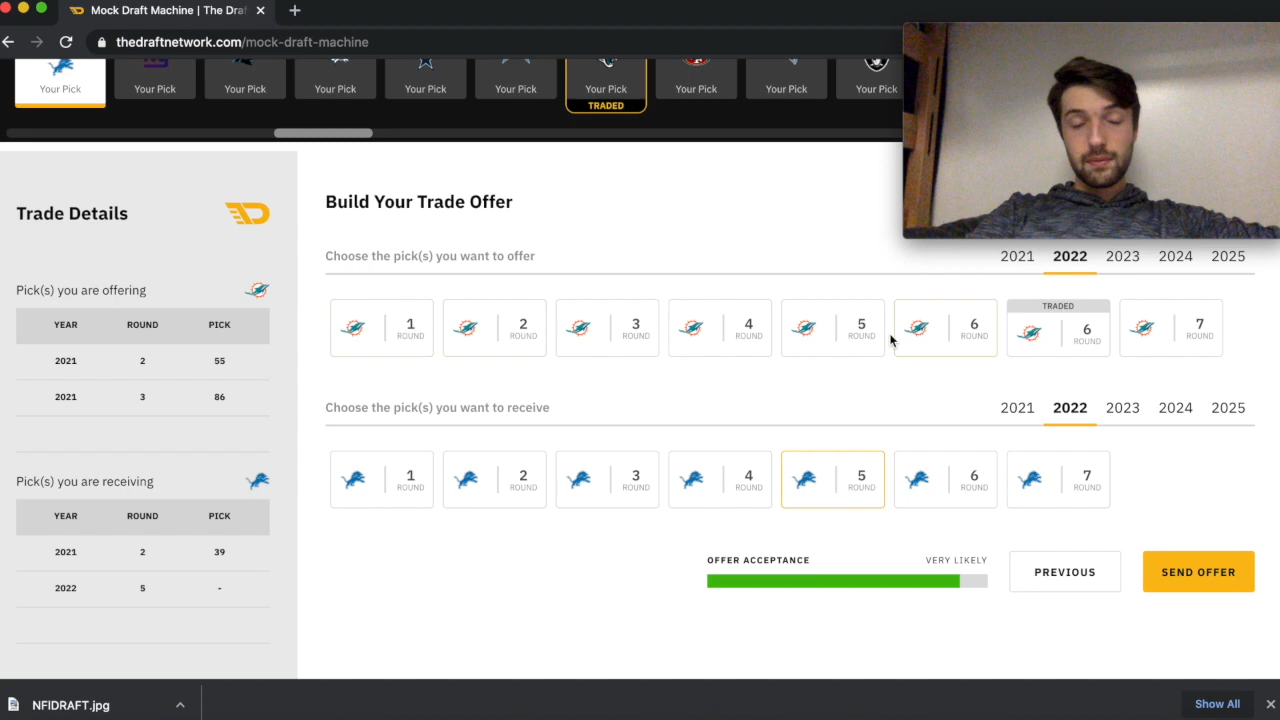 Mock Draft Machine | The Dra
thedraftnetwork.com/mock-draft-machine
Your Pick
Your Pick
Your Pick
Your Pick
Your Pick
Your Pick
Your Pick
TRADED
Your Pick
Your Pick
Your Pick
Trade Details
Pick(s) you are offering
YEAR ROUND PICK
2021 2 55
2021 3 86
Pick(s) you are receiving
YEAR ROUND PICK
2021 2 39
2022 5 -
Build Your Trade Offer
Choose the pick(s) you want to offer
2021 2022 2023 2024 2025
1 ROUND
2 ROUND
3 ROUND
4 ROUND
5 ROUND
6 ROUND
TRADED
6 ROUND
7 ROUND
Choose the pick(s) you want to receive
2021 2022 2023 2024 2025
1 ROUND
2 ROUND
3 ROUND
4 ROUND
5 ROUND
6 ROUND
7 ROUND
OFFER ACCEPTANCE VERY LIKELY
PREVIOUS
SEND OFFER
NFIDRAFT.jpg
Show All